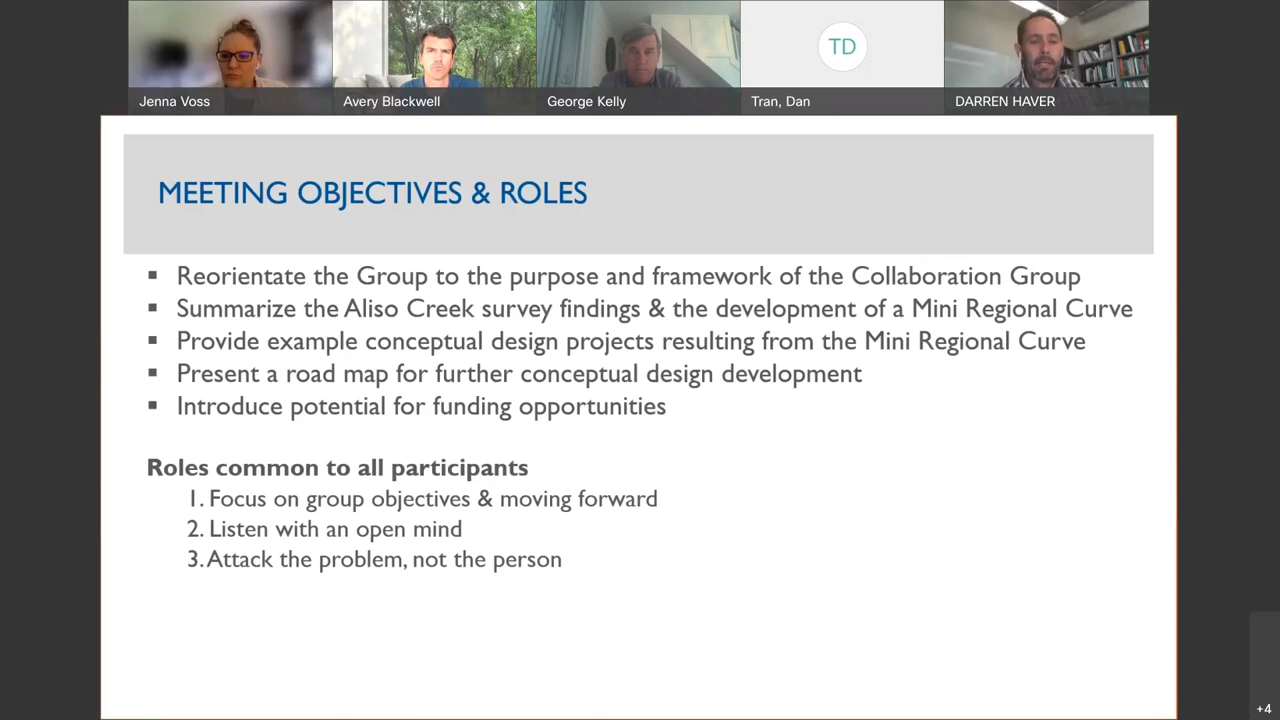 Jenna Voss
Avery Blackwell
George Kelly
TD
Tran, Dan
DARREN HAVER
MEETING OBJECTIVES & ROLES
▪ Reorientate the Group to the purpose and framework of the Collaboration Group
▪ Summarize the Aliso Creek survey findings & the development of a Mini Regional Curve
▪ Provide example conceptual design projects resulting from the Mini Regional Curve
▪ Present a road map for further conceptual design development
▪ Introduce potential for funding opportunities
Roles common to all participants
1. Focus on group objectives & moving forward
2. Listen with an open mind
3. Attack the problem, not the person
+4